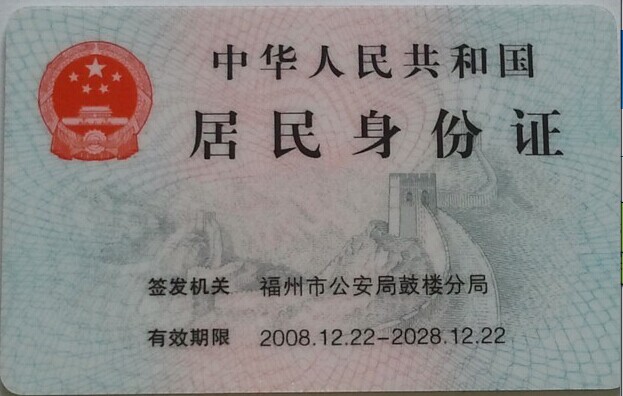 中华人民共和国
居民身份证
签发机关 福州市公安局鼓楼分局
有效期限 2008.12.22-2028.12.22